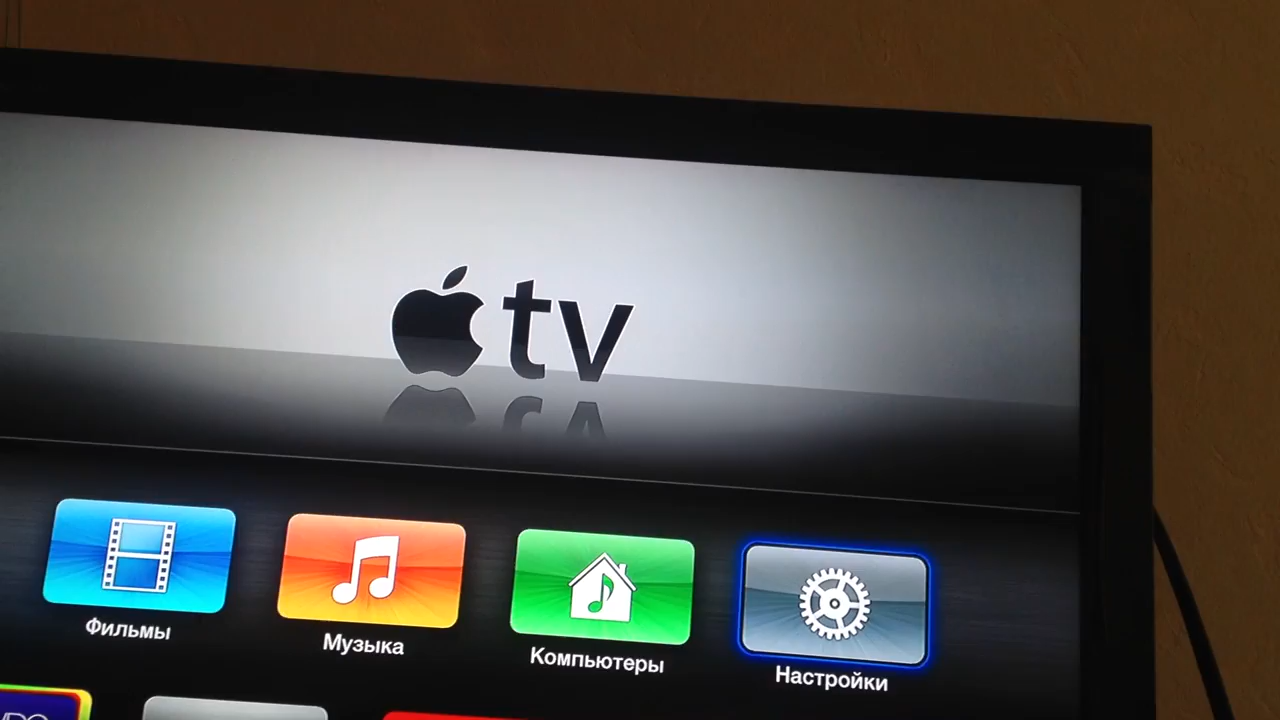 tv
Фильмы
Музыка
Компьютеры
Настройки